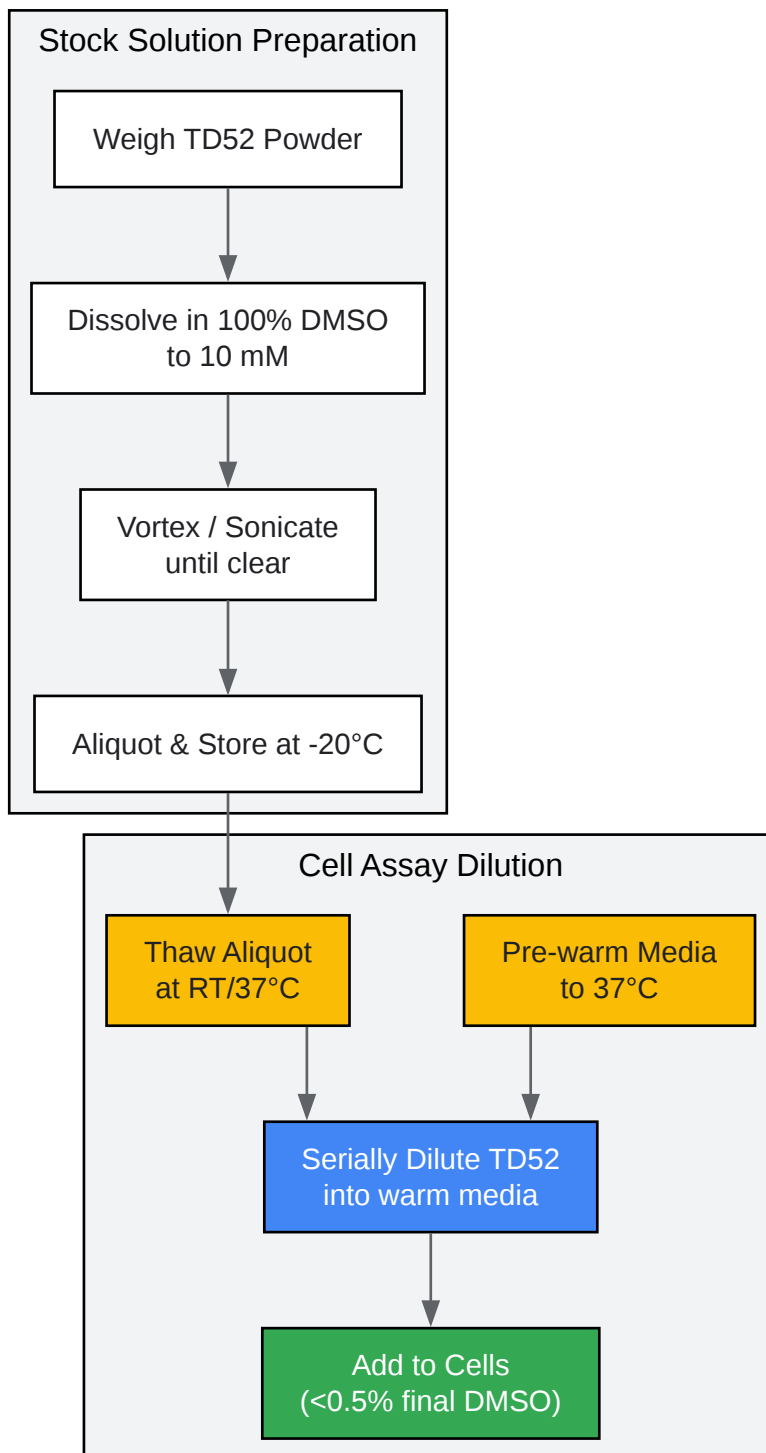 Stock Solution Preparation
Weigh TD52 Powder
Dissolve in 100% DMSO
to 10 mM
Vortex / Sonicate
until clear
Aliquot & Store at -20°C
Cell Assay Dilution
Thaw Aliquot
at RT/37°C
Pre-warm Media
to 37°C
Serially Dilute TD52
into warm media
Add to Cells
(<0.5% final DMSO)